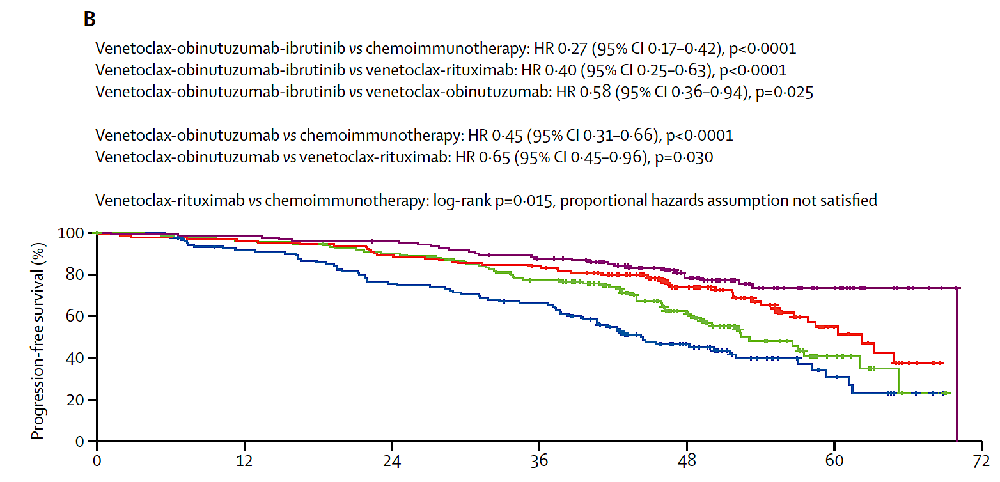 B
Venetoclax-obinutuzumab-ibrutinib vs chemoimmunotherapy: HR 0·27 (95% CI 0·17–0·42), p<0·0001
Venetoclax-obinutuzumab-ibrutinib vs venetoclax-rituximab: HR 0·40 (95% CI 0·25–0·63), p<0·0001
Venetoclax-obinutuzumab-ibrutinib vs venetoclax-obinutuzumab: HR 0·58 (95% CI 0·36–0·94), p=0·025
Venetoclax-obinutuzumab vs chemoimmunotherapy: HR 0·45 (95% CI 0·31–0·66), p<0·0001
Venetoclax-obinutuzumab vs venetoclax-rituximab: HR 0·65 (95% CI 0·45–0·96), p=0·030
Venetoclax-rituximab vs chemoimmunotherapy: log-rank p=0·015, proportional hazards assumption not satisfied
Progression-free survival (%)
100
80
60
40
20
0
0 12 24 36 48 60 72